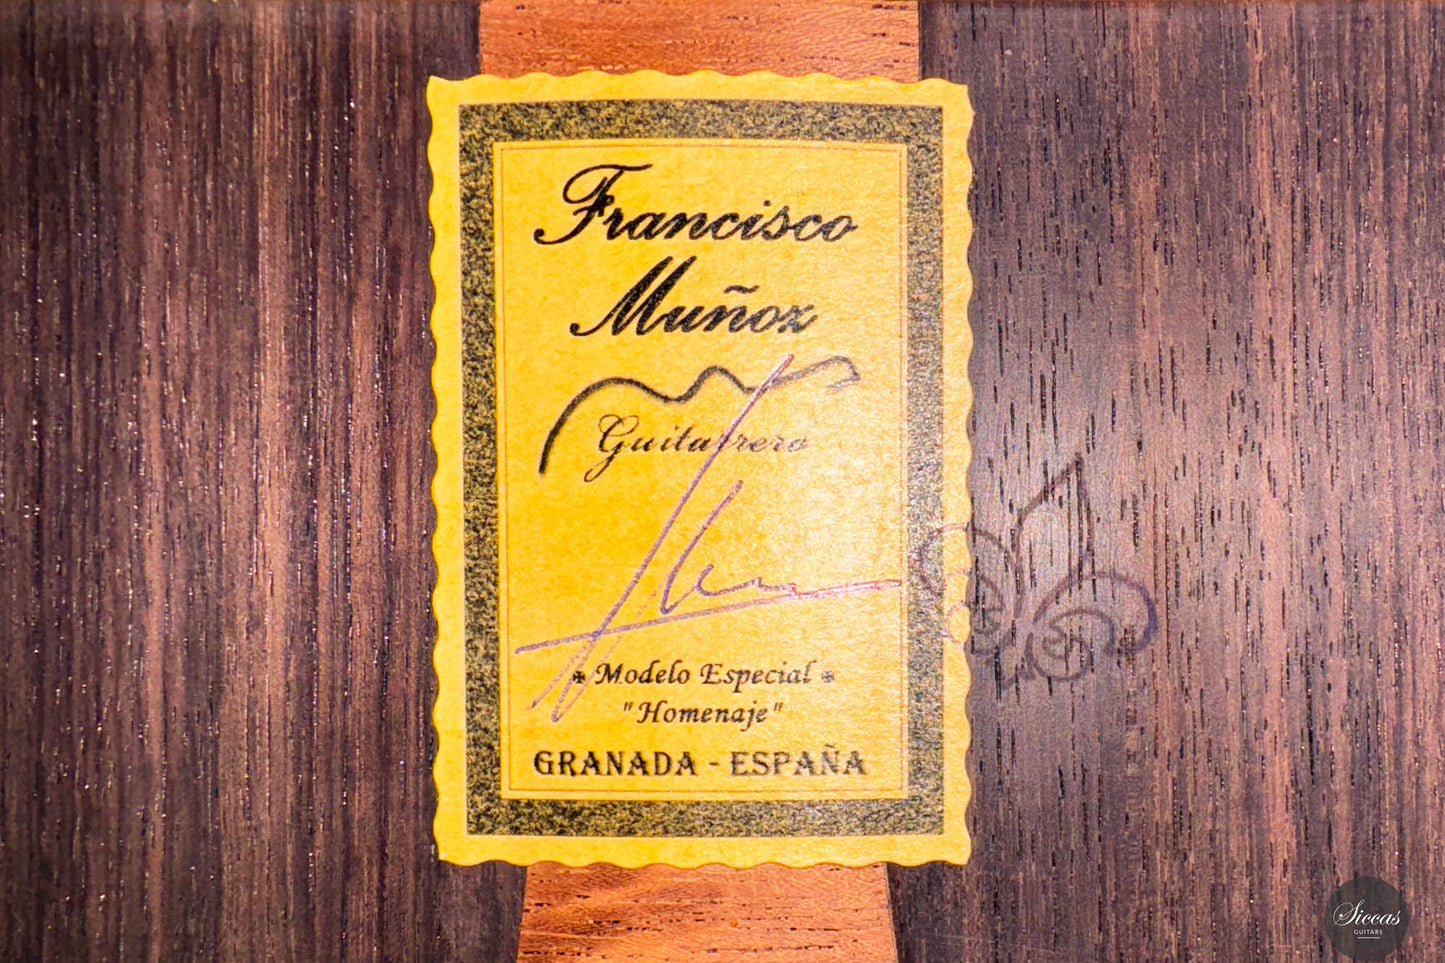 Francisco
Muñoz
Guitarrero
Modelo Especial
"Homenaje"
GRANADA - ESPAÑA
Siccas
GUITARS